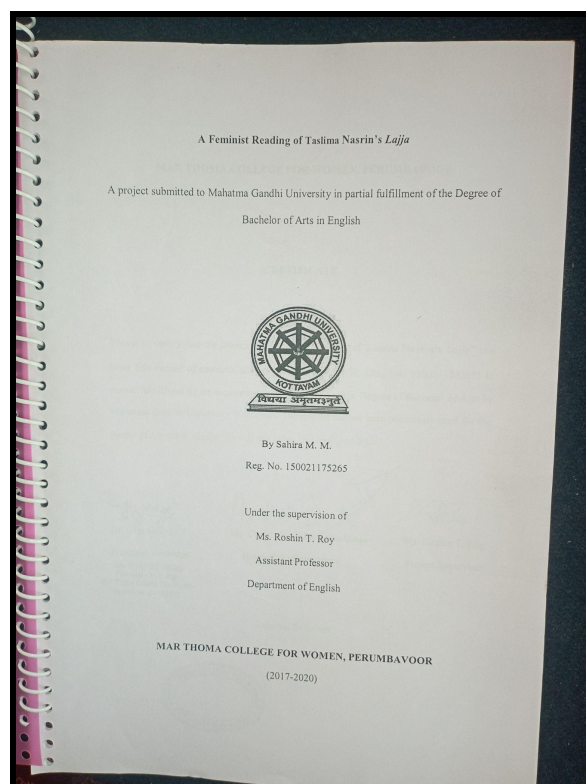 A Feminist Reading of Taslima Nasrin's Lajja
A project submitted to Mahatma Gandhi University in partial fulfillment of the Degree of
Bachelor of Arts in English
MAHATMA GANDHI UNIVERSITY
KOTTAYAM
विद्यया अमृतमश्नुते
By Sahira M. M.
Reg. No. 150021175265
Under the supervision of
Ms. Roshin T. Roy
Assistant Professor
Department of English
MAR THOMA COLLEGE FOR WOMEN, PERUMBAVOOR
(2017-2020)